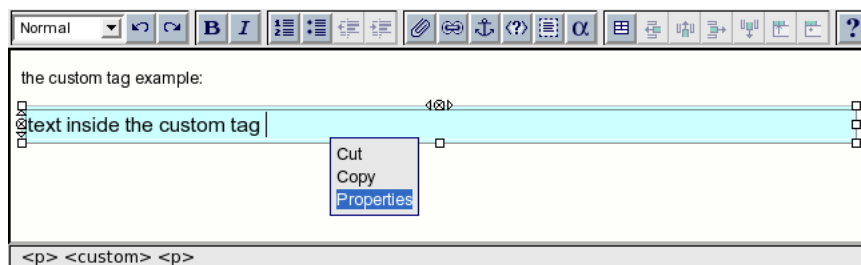 Normal B I <?> α ?
the custom tag example:
text inside the custom tag
Cut
Copy
Properties
<p> <custom> <p>